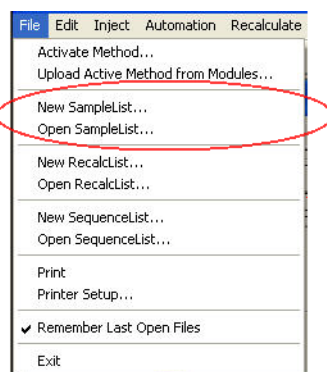 File Edit Inject Automation Recalculate
Activate Method...
Upload Active Method from Modules...
New SampleList...
Open SampleList...
New RecalcList...
Open RecalcList...
New SequenceList...
Open SequenceList...
Print
Printer Setup...
Remember Last Open Files
Exit